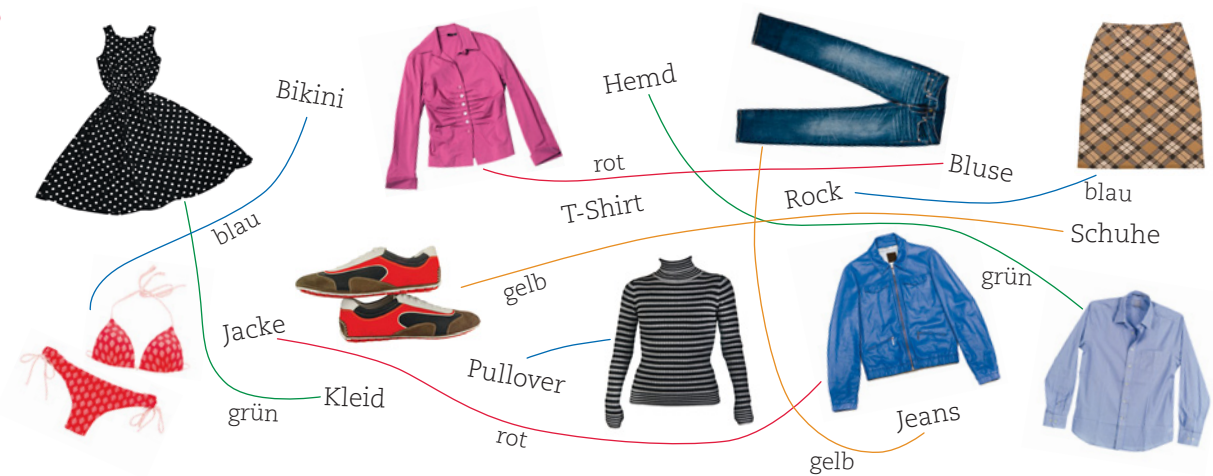 Bikini
Hemd
rot
Bluse
T-Shirt
Rock
blau
blau
Schuhe
gelb
grün
Jacke
Pullover
Kleid
grün
rot
Jeans
gelb